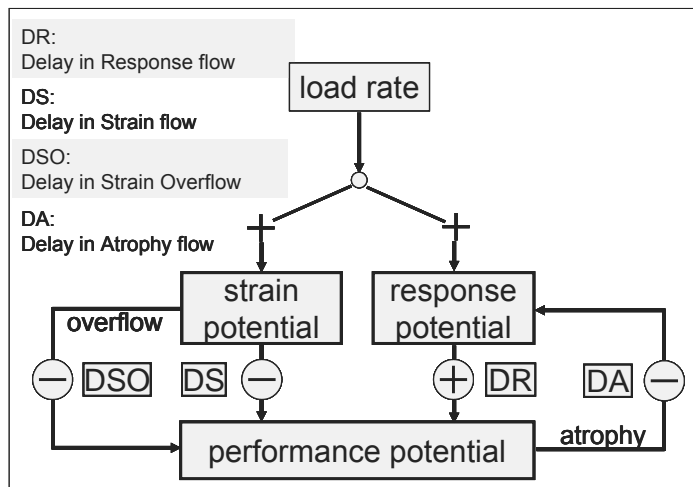 DR:
Delay in Response flow
DS:
Delay in Strain flow
DSO:
Delay in Strain Overflow
DA:
Delay in Atrophy flow
load rate
+
+
strain
potential
response
potential
overflow
−
DSO
DS
−
+
DR
DA
−
atrophy
performance potential